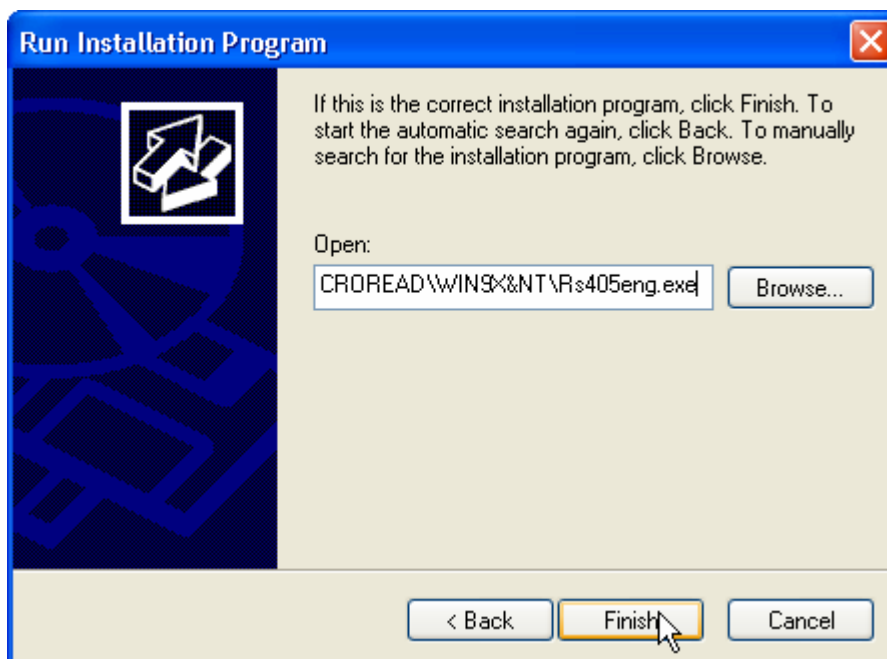 Run Installation Program
If this is the correct installation program, click Finish. To
start the automatic search again, click Back. To manually
search for the installation program, click Browse.
Open:
CROREAD\WIN9X&NT\Rs405eng.exe
Browse...
< Back
Finish
Cancel